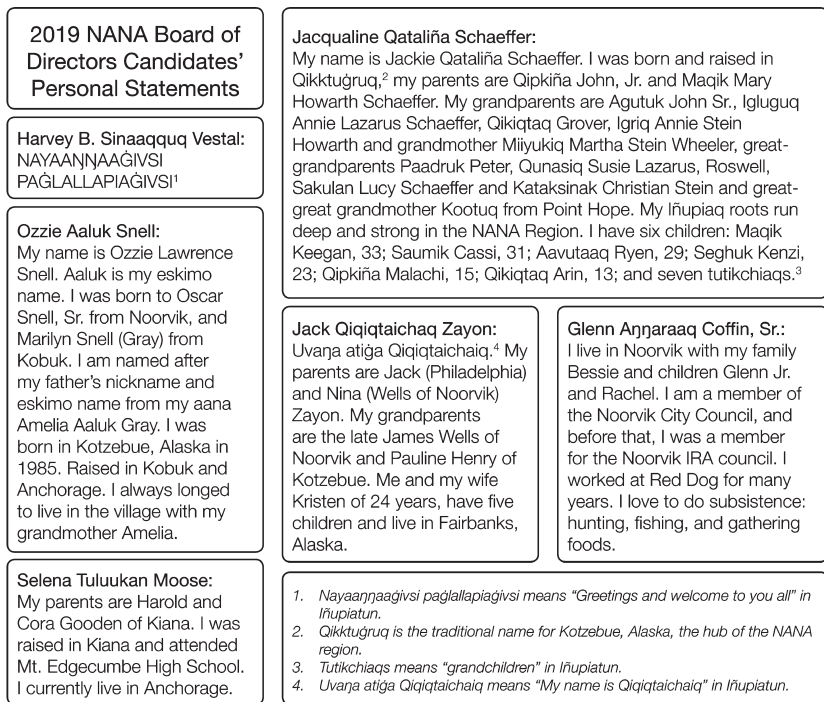 2019 NANA Board of
Directors Candidates'
Personal Statements
Harvey B. Sinaaqquq Vestal:
NAYAAŊŊAAĠIVSI
PAĠLALLAPIAĠIVSI¹
Ozzie Aaluk Snell:
My name is Ozzie Lawrence
Snell. Aaluk is my eskimo
name. I was born to Oscar
Snell, Sr. from Noorvik, and
Marilyn Snell (Gray) from
Kobuk. I am named after
my father's nickname and
eskimo name from my aana
Amelia Aaluk Gray. I was
born in Kotzebue, Alaska in
1985. Raised in Kobuk and
Anchorage. I always longed
to live in the village with my
grandmother Amelia.
Selena Tuluukan Moose:
My parents are Harold and
Cora Gooden of Kiana. I was
raised in Kiana and attended
Mt. Edgecumbe High School.
I currently live in Anchorage.
Jacqualine Qataliña Schaeffer:
My name is Jackie Qataliña Schaeffer. I was born and raised in
Qikktuġruq,² my parents are Qipkiña John, Jr. and Maqik Mary
Howarth Schaeffer. My grandparents are Agutuk John Sr., Igluguq
Annie Lazarus Schaeffer, Qikiqtaq Grover, Igriq Annie Stein
Howarth and grandmother Miiyukiq Martha Stein Wheeler, great-
grandparents Paadruk Peter, Qunasiq Susie Lazarus, Roswell,
Sakulan Lucy Schaeffer and Kataksinak Christian Stein and great-
great grandmother Kootuq from Point Hope. My Iñupiaq roots run
deep and strong in the NANA Region. I have six children: Maqik
Keegan, 33; Saumik Cassi, 31; Aavutaaq Ryen, 29; Seghuk Kenzi,
23; Qipkiña Malachi, 15; Qikiqtaq Arin, 13; and seven tutikchiaqs.³
Jack Qiqiqtaichaq Zayon:
Uvaŋa atiġa Qiqiqtaichaiq.⁴ My
parents are Jack (Philadelphia)
and Nina (Wells of Noorvik)
Zayon. My grandparents
are the late James Wells of
Noorvik and Pauline Henry of
Kotzebue. Me and my wife
Kristen of 24 years, have five
children and live in Fairbanks,
Alaska.
Glenn Aŋŋaraaq Coffin, Sr.:
I live in Noorvik with my family
Bessie and children Glenn Jr.
and Rachel. I am a member of
the Noorvik City Council, and
before that, I was a member
for the Noorvik IRA council. I
worked at Red Dog for many
years. I love to do subsistence:
hunting, fishing, and gathering
foods.
1. Nayaaŋŋaaġivsi paġlallapiaġivsi means "Greetings and welcome to you all" in
Iñupiatun.
2. Qikktuġruq is the traditional name for Kotzebue, Alaska, the hub of the NANA
region.
3. Tutikchiaqs means "grandchildren" in Iñupiatun.
4. Uvaŋa atiġa Qiqiqtaichaiq means "My name is Qiqiqtaichaiq" in Iñupiatun.